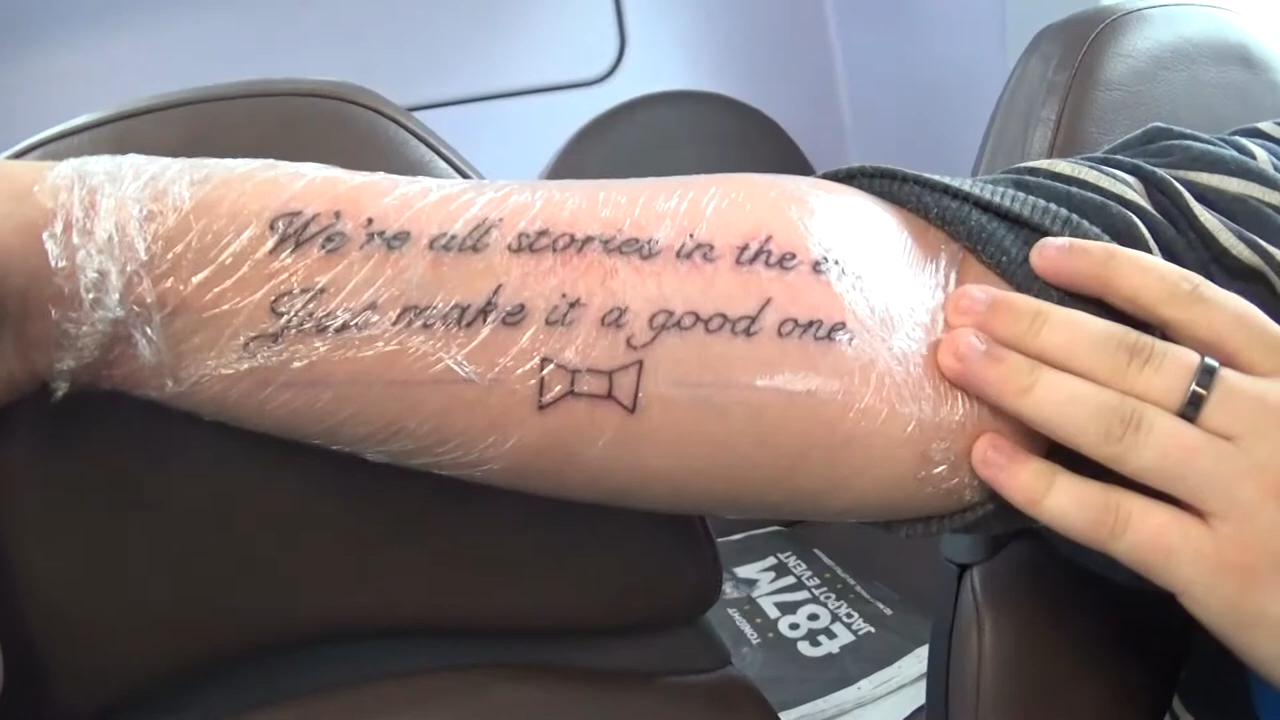 We're all stories in the
Just make it a good one.
TONIGHT
£87M
JACKPOT EVENT